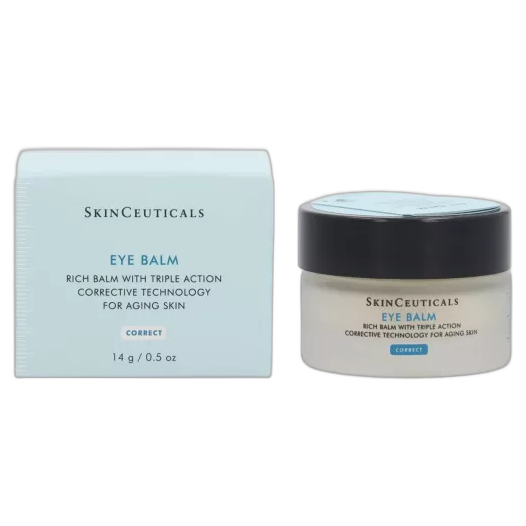 SKINCEUTICALS
EYE BALM
RICH BALM WITH TRIPLE ACTION
CORRECTIVE TECHNOLOGY
FOR AGING SKIN
CORRECT
14 g / 0.5 oz
SKINCEUTICALS
EYE BALM
RICH BALM WITH TRIPLE ACTION
CORRECTIVE TECHNOLOGY FOR AGING SKIN
CORRECT